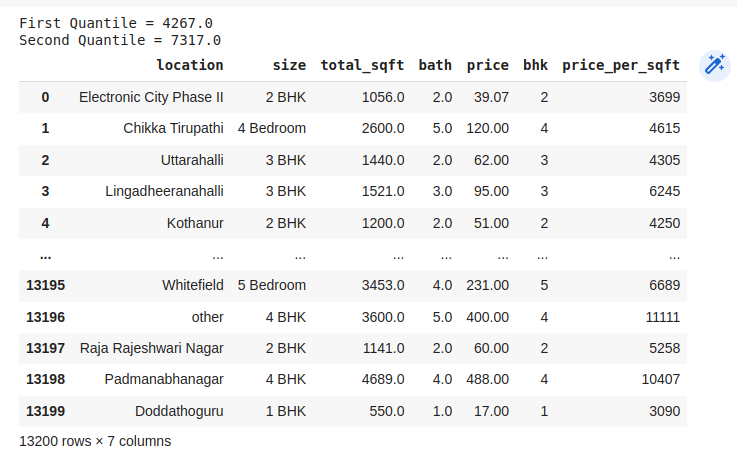 First Quantile = 4267.0
Second Quantile = 7317.0
location size total_sqft bath price bhk price_per_sqft
0 Electronic City Phase II 2 BHK 1056.0 2.0 39.07 2 3699
1 Chikka Tirupathi 4 Bedroom 2600.0 5.0 120.00 4 4615
2 Uttarahalli 3 BHK 1440.0 2.0 62.00 3 4305
3 Lingadheeranahalli 3 BHK 1521.0 3.0 95.00 3 6245
4 Kothanur 2 BHK 1200.0 2.0 51.00 2 4250
... ... ... ... ... ... ... ...
13195 Whitefield 5 Bedroom 3453.0 4.0 231.00 5 6689
13196 other 4 BHK 3600.0 5.0 400.00 4 11111
13197 Raja Rajeshwari Nagar 2 BHK 1141.0 2.0 60.00 2 5258
13198 Padmanabhanagar 4 BHK 4689.0 4.0 488.00 4 10407
13199 Doddathoguru 1 BHK 550.0 1.0 17.00 1 3090
13200 rows × 7 columns